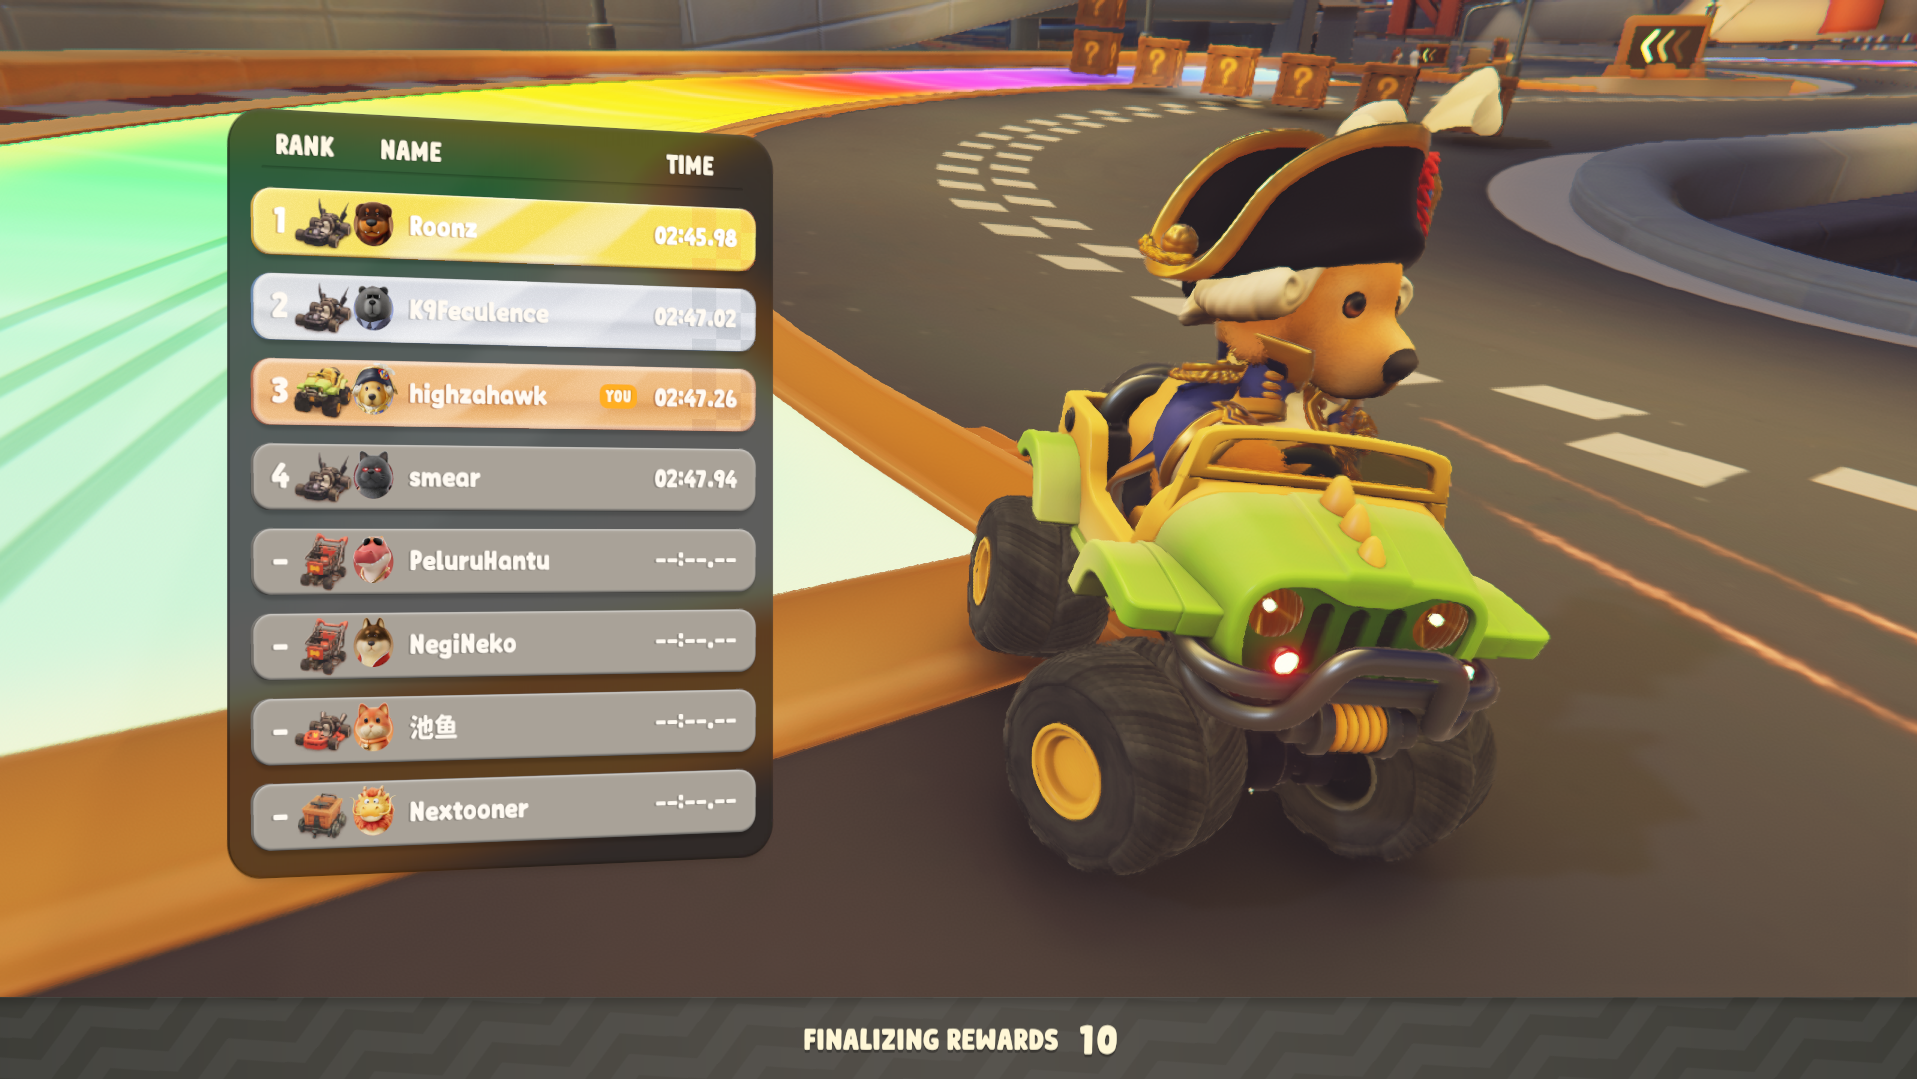 RANK NAME TIME
1 Roonz 02:45.98
2 K9Feculence 02:47.02
3 highzahawk YOU 02:47.26
4 smear 02:47.94
- PeluruHantu --:--.--
- NegiNeko --:--.--
- 池鱼 --:--.--
- Nextooner --:--.--
FINALIZING REWARDS 10